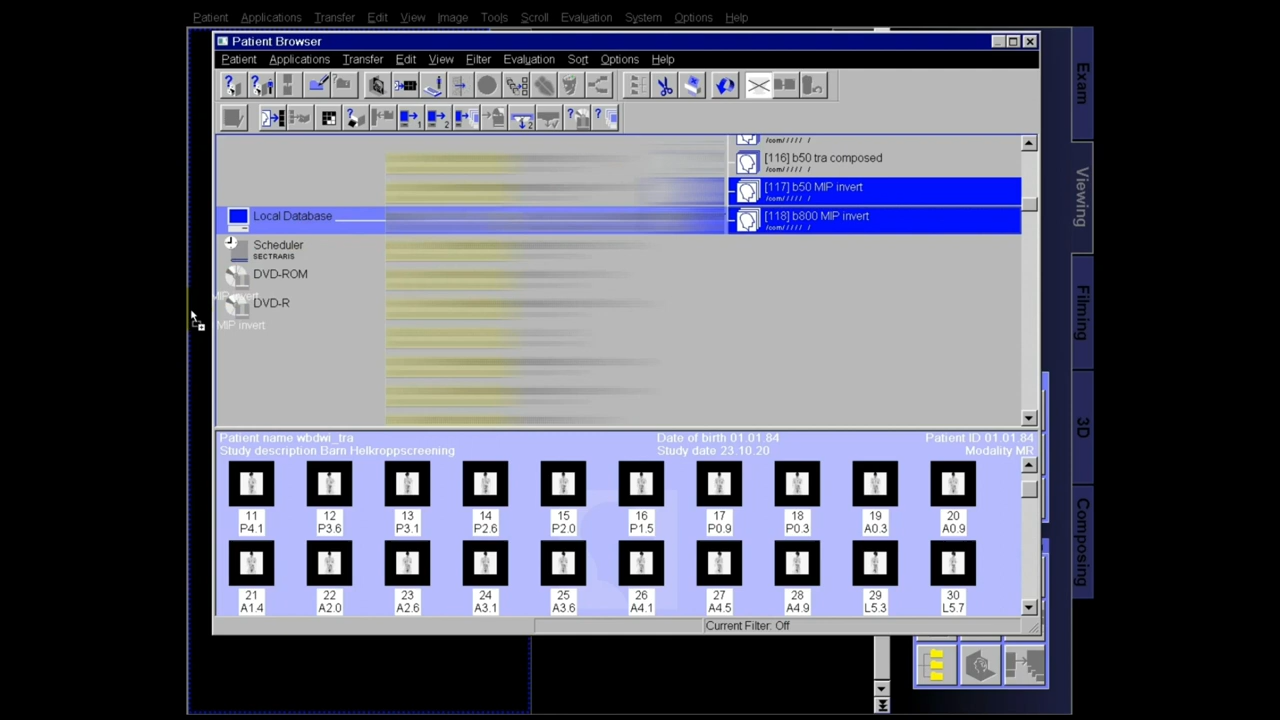 Patient Applications Transfer Edit View Image Tools Scroll Evaluation System Options Help
Patient Browser
Patient Applications Transfer Edit View Filter Evaluation Sort Options Help
/com///// /
[116] b50 tra composed
/com///// /
[117] b50 MIP invert
/com///// /
Local Database
[118] b800 MIP invert
/com///// /
Scheduler
SECTRARIS
DVD-ROM
MIP invert
DVD-R
MIP invert
Patient name wbdwi_tra Date of birth 01.01.84 Patient ID 01.01.84
Study description Barn Helkroppscreening Study date 23.10.20 Modality MR
11 12 13 14 15 16 17 18 19 20
P4.1 P3.6 P3.1 P2.6 P2.0 P1.5 P0.9 P0.3 A0.3 A0.9
21 22 23 24 25 26 27 28 29 30
A1.4 A2.0 A2.6 A3.1 A3.6 A4.1 A4.5 A4.9 L5.3 L5.7
Current Filter: Off
Exam
Viewing
Filming
3D
Composing